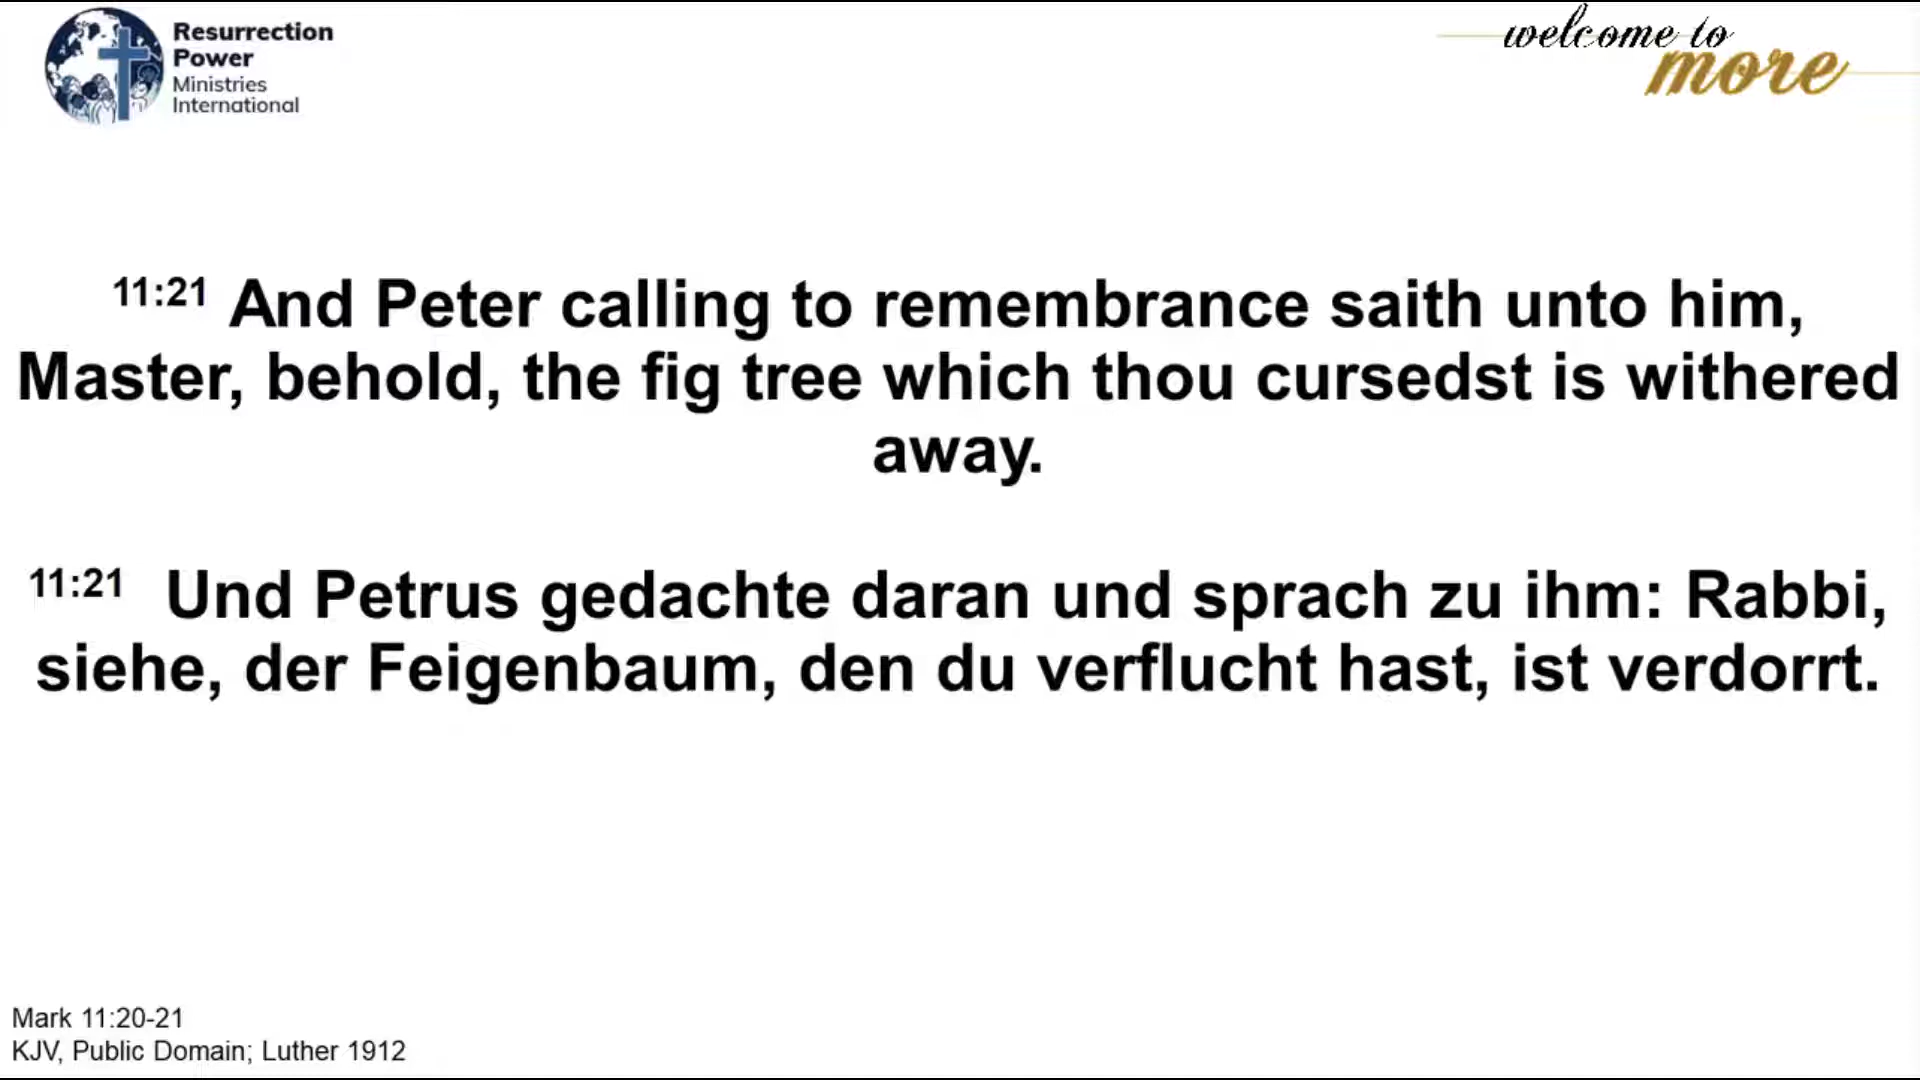 Resurrection
Power
Ministries
International
welcome to
more
11:21 And Peter calling to remembrance saith unto him,
Master, behold, the fig tree which thou cursedst is withered
away.
11:21 Und Petrus gedachte daran und sprach zu ihm: Rabbi,
siehe, der Feigenbaum, den du verflucht hast, ist verdorrt.
Mark 11:20-21
KJV, Public Domain; Luther 1912